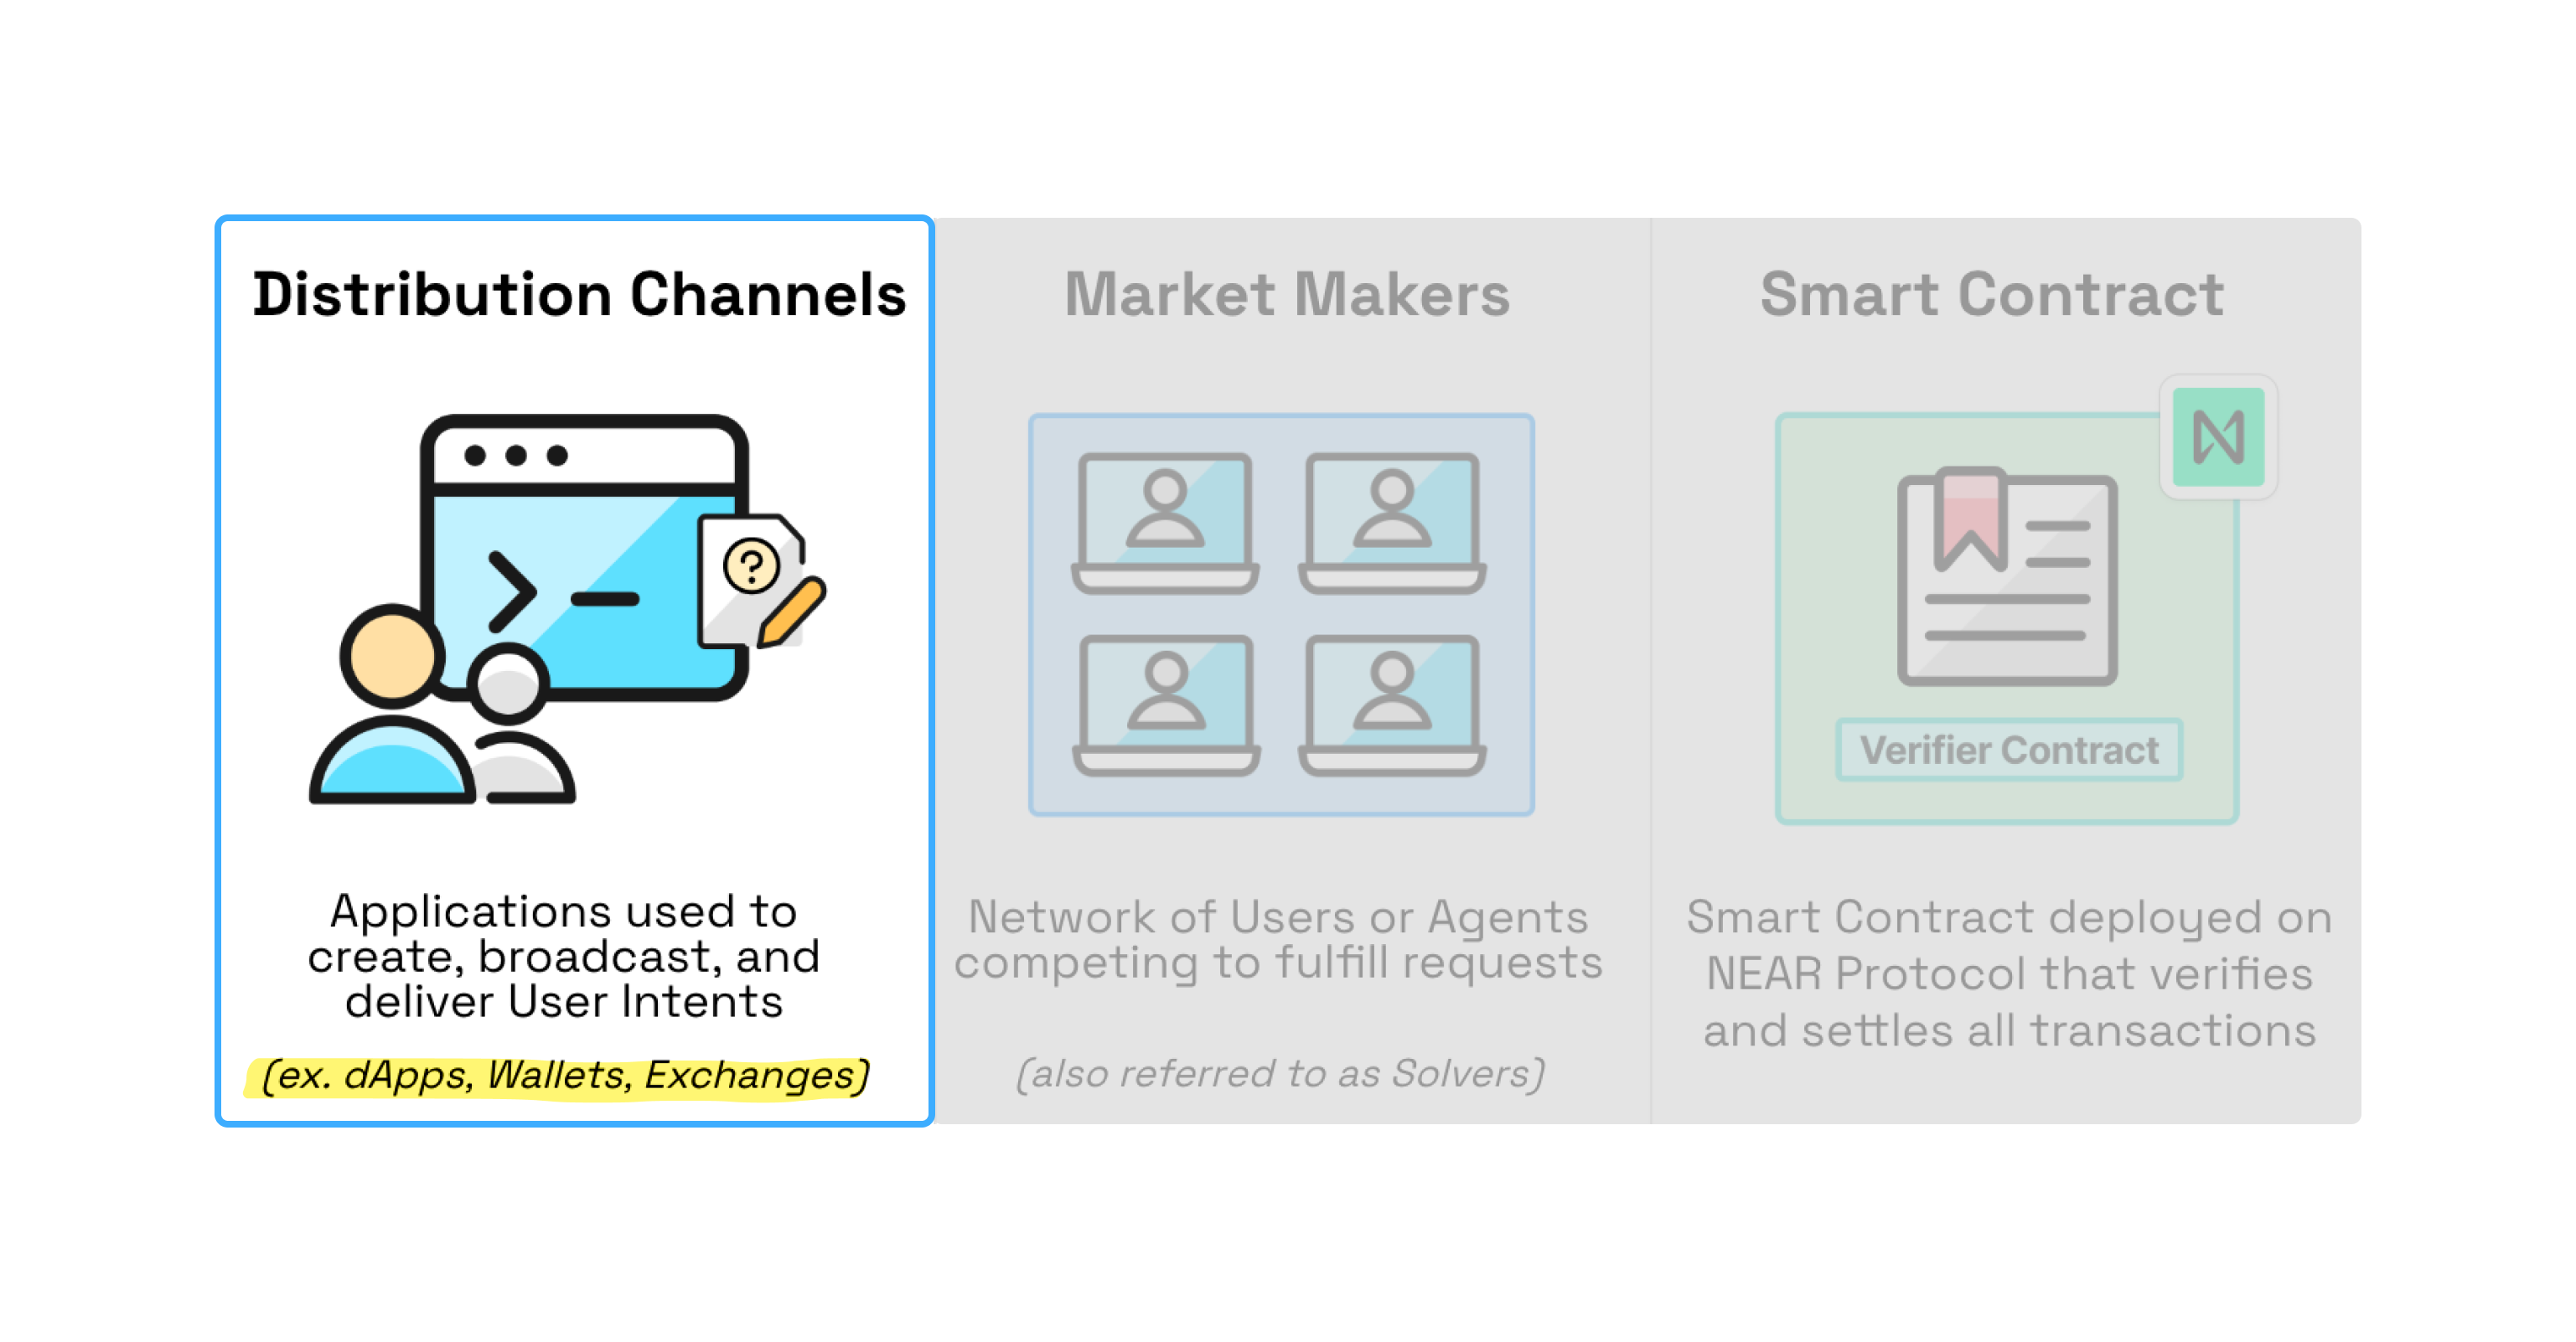 Distribution Channels
Applications used to
create, broadcast, and
deliver User Intents
(ex. dApps, Wallets, Exchanges)
Market Makers
Network of Users or Agents
competing to fulfill requests
(also referred to as Solvers)
Smart Contract
Verifier Contract
Smart Contract deployed on
NEAR Protocol that verifies
and settles all transactions